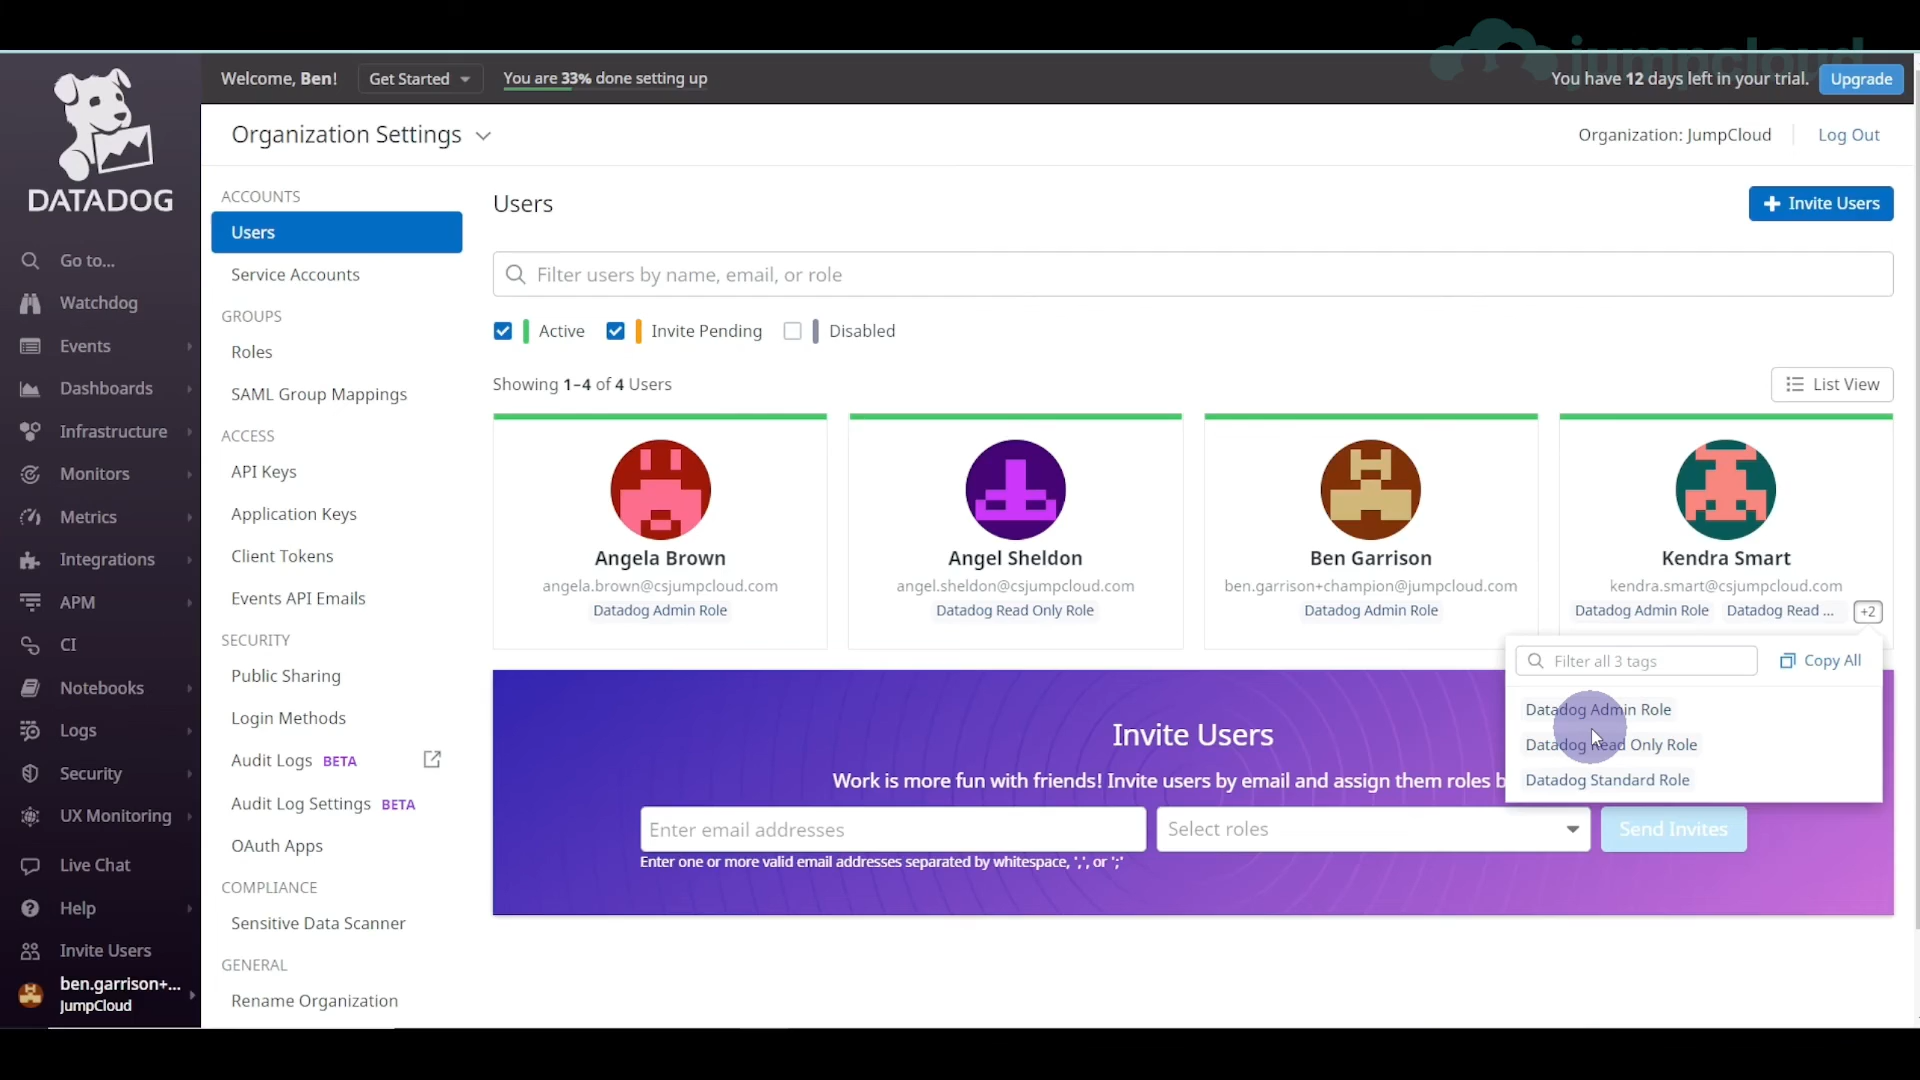 jumpcloud
Welcome, Ben!
Get Started
You are 33% done setting up
You have 12 days left in your trial.
Upgrade
DATADOG
Go to...
Watchdog
Events
Dashboards
Infrastructure
Monitors
Metrics
Integrations
APM
CI
Notebooks
Logs
Security
UX Monitoring
Live Chat
Help
Invite Users
ben.garrison+...
JumpCloud
Organization Settings
Organization: JumpCloud
Log Out
ACCOUNTS
Users
Service Accounts
GROUPS
Roles
SAML Group Mappings
ACCESS
API Keys
Application Keys
Client Tokens
Events API Emails
SECURITY
Public Sharing
Login Methods
Audit Logs BETA
Audit Log Settings BETA
OAuth Apps
COMPLIANCE
Sensitive Data Scanner
GENERAL
Rename Organization
Users
Invite Users
Filter users by name, email, or role
Active
Invite Pending
Disabled
Showing 1–4 of 4 Users
List View
Angela Brown
angela.brown@csjumpcloud.com
Datadog Admin Role
Angel Sheldon
angel.sheldon@csjumpcloud.com
Datadog Read Only Role
Ben Garrison
ben.garrison+champion@jumpcloud.com
Datadog Admin Role
Kendra Smart
kendra.smart@csjumpcloud.com
Datadog Admin Role
Datadog Read ...
+2
Filter all 3 tags
Copy All
Datadog Admin Role
Datadog Read Only Role
Datadog Standard Role
Invite Users
Work is more fun with friends! Invite users by email and assign them roles b
Enter email addresses
Select roles
Send Invites
Enter one or more valid email addresses separated by whitespace, ',', or ';'